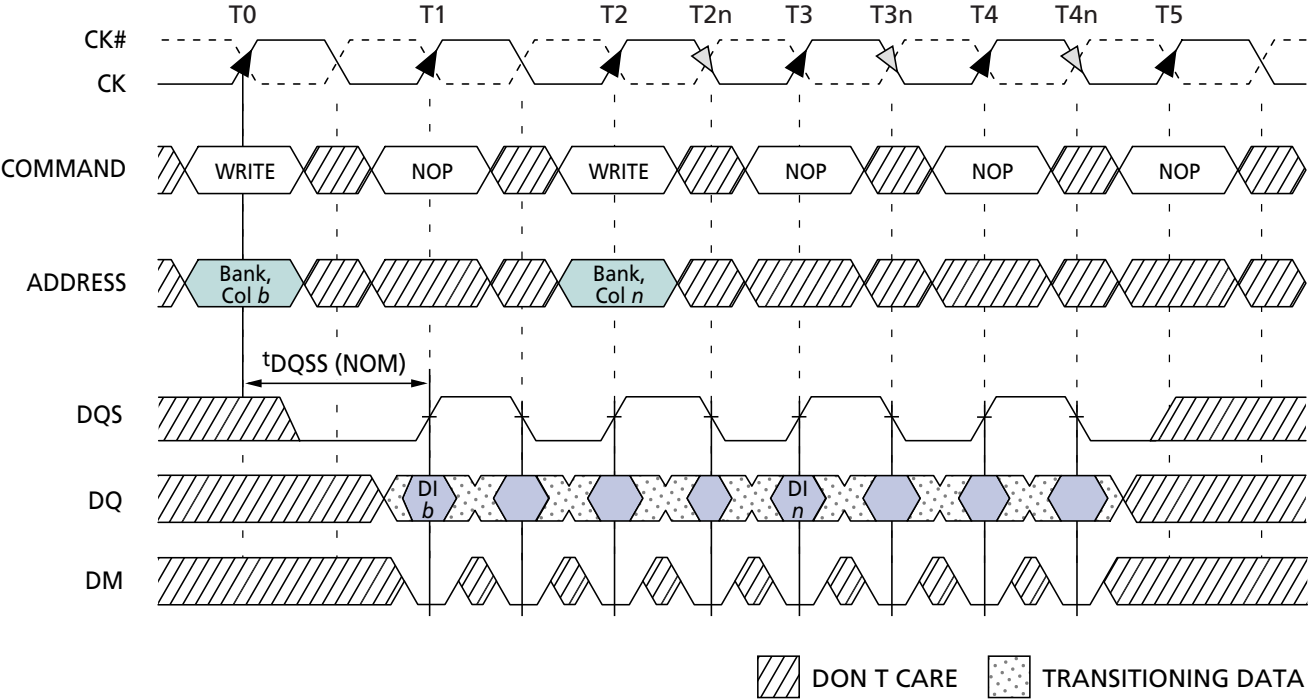 T0 T1 T2 T2n T3 T3n T4 T4n T5
CK#
CK
COMMAND WRITE NOP WRITE NOP NOP NOP
ADDRESS Bank, Col b Bank, Col n
tDQSS (NOM)
DQS
DQ DI b DI n
DM
DON T CARE TRANSITIONING DATA